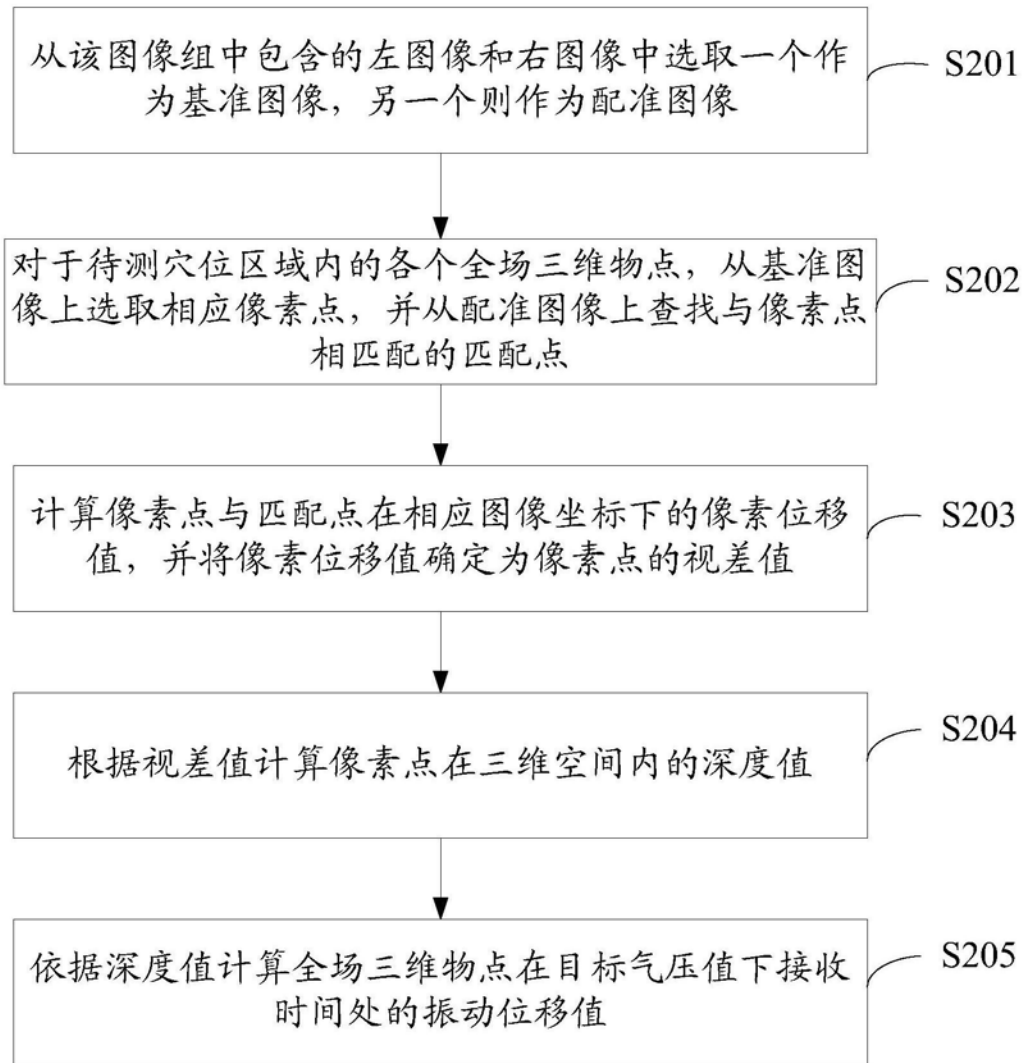 从该图像组中包含的左图像和右图像中选取一个作
为基准图像，另一个则作为配准图像
S201
对于待测穴位区域内的各个全场三维物点，从基准图
像上选取相应像素点，并从配准图像上查找与像素点
相匹配的匹配点
S202
计算像素点与匹配点在相应图像坐标下的像素位移
值，并将像素位移值确定为像素点的视差值
S203
根据视差值计算像素点在三维空间内的深度值
S204
依据深度值计算全场三维物点在目标气压值下接收
时间处的振动位移值
S205